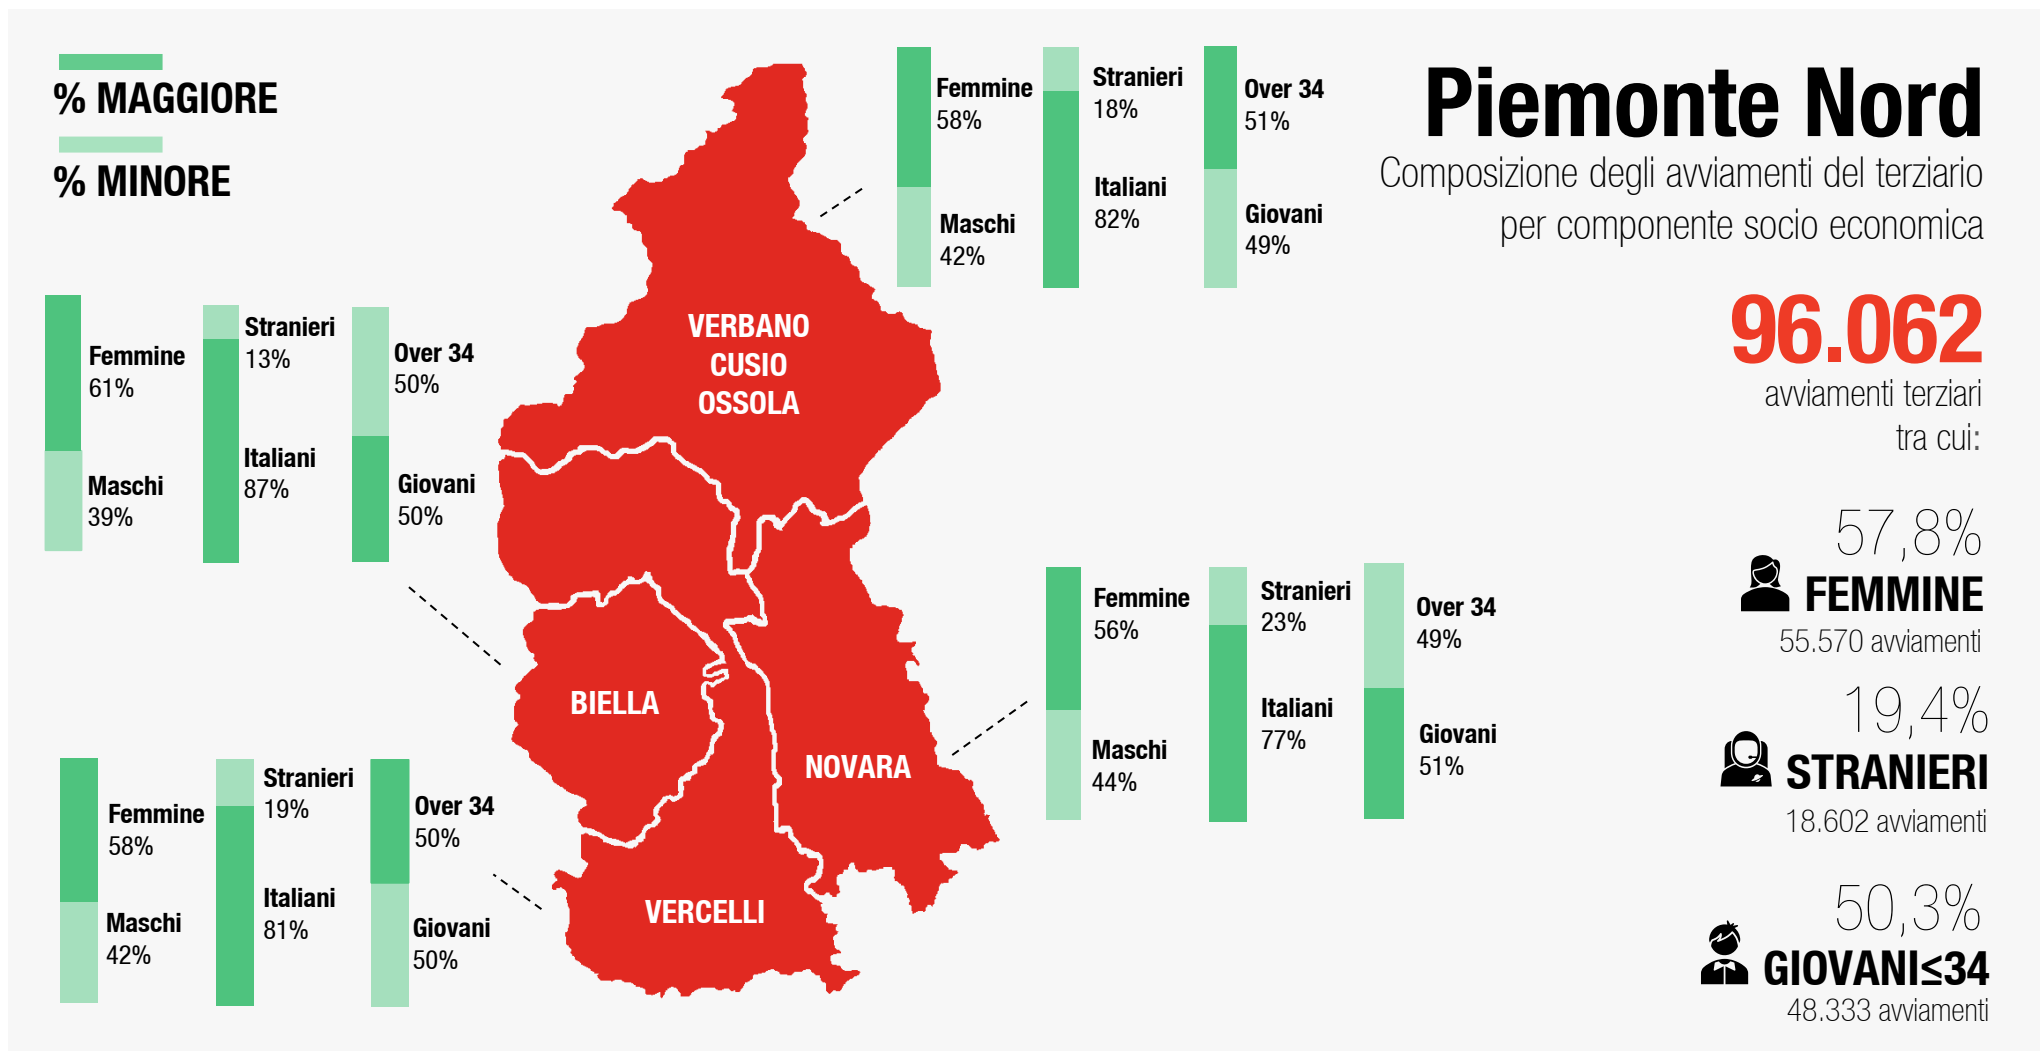 % MAGGIORE
% MINORE
Piemonte Nord
Composizione degli avviamenti del terziario
per componente socio economica
96.062
avviamenti terziari
tra cui:
57,8%
FEMMINE
55.570 avviamenti
19,4%
STRANIERI
18.602 avviamenti
50,3%
GIOVANI≤34
48.333 avviamenti
Femmine
58%
Maschi
42%
Stranieri
18%
Italiani
82%
Over 34
51%
Giovani
49%
Femmine
61%
Maschi
39%
Stranieri
13%
Italiani
87%
Over 34
50%
Giovani
50%
VERBANO
CUSIO
OSSOLA
BIELLA
NOVARA
VERCELLI
Femmine
56%
Maschi
44%
Stranieri
23%
Italiani
77%
Over 34
49%
Giovani
51%
Femmine
58%
Maschi
42%
Stranieri
19%
Italiani
81%
Over 34
50%
Giovani
50%